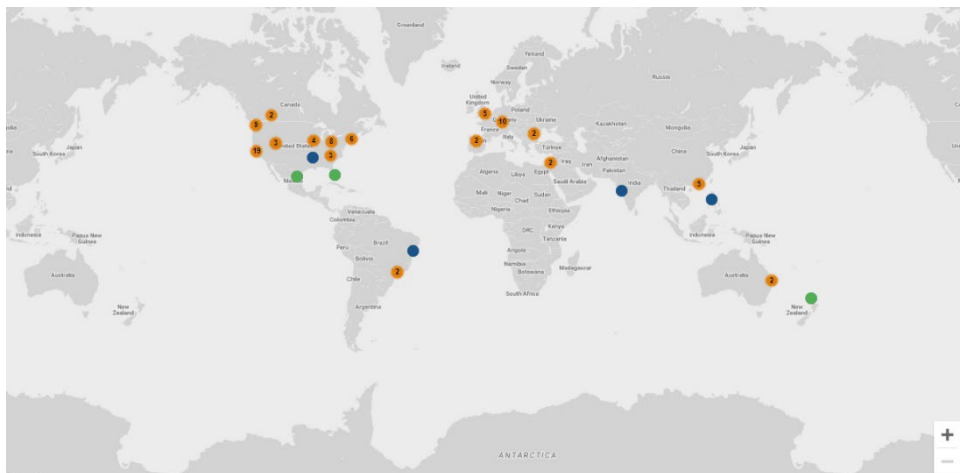 Greenland
Iceland
Finland
Sweden
Norway
Russia
Canada
2
United Kingdom
5
Poland
10
Ukraine
France
Italy
2
2
Türkiye
Kazakhstan
Mongolia
Japan
South Korea
China
Afghanistan
Iraq
Iran
Pakistan
3
4
8
6
United States
19
3
2
Algeria
Libya
Egypt
Saudi Arabia
India
Thailand
Mali
Niger
Chad
Sudan
Nigeria
Ethiopia
DRC
Kenya
Tanzania
Angola
Namibia
Botswana
Madagascar
South Africa
Venezuela
Colombia
Brazil
Peru
Bolivia
2
Chile
Argentina
Indonesia
Papua New Guinea
Australia
2
New Zealand
Japan
South Korea
Indonesia
Papua New Guinea
Australia
New Zealand
ANTARCTICA
+
−